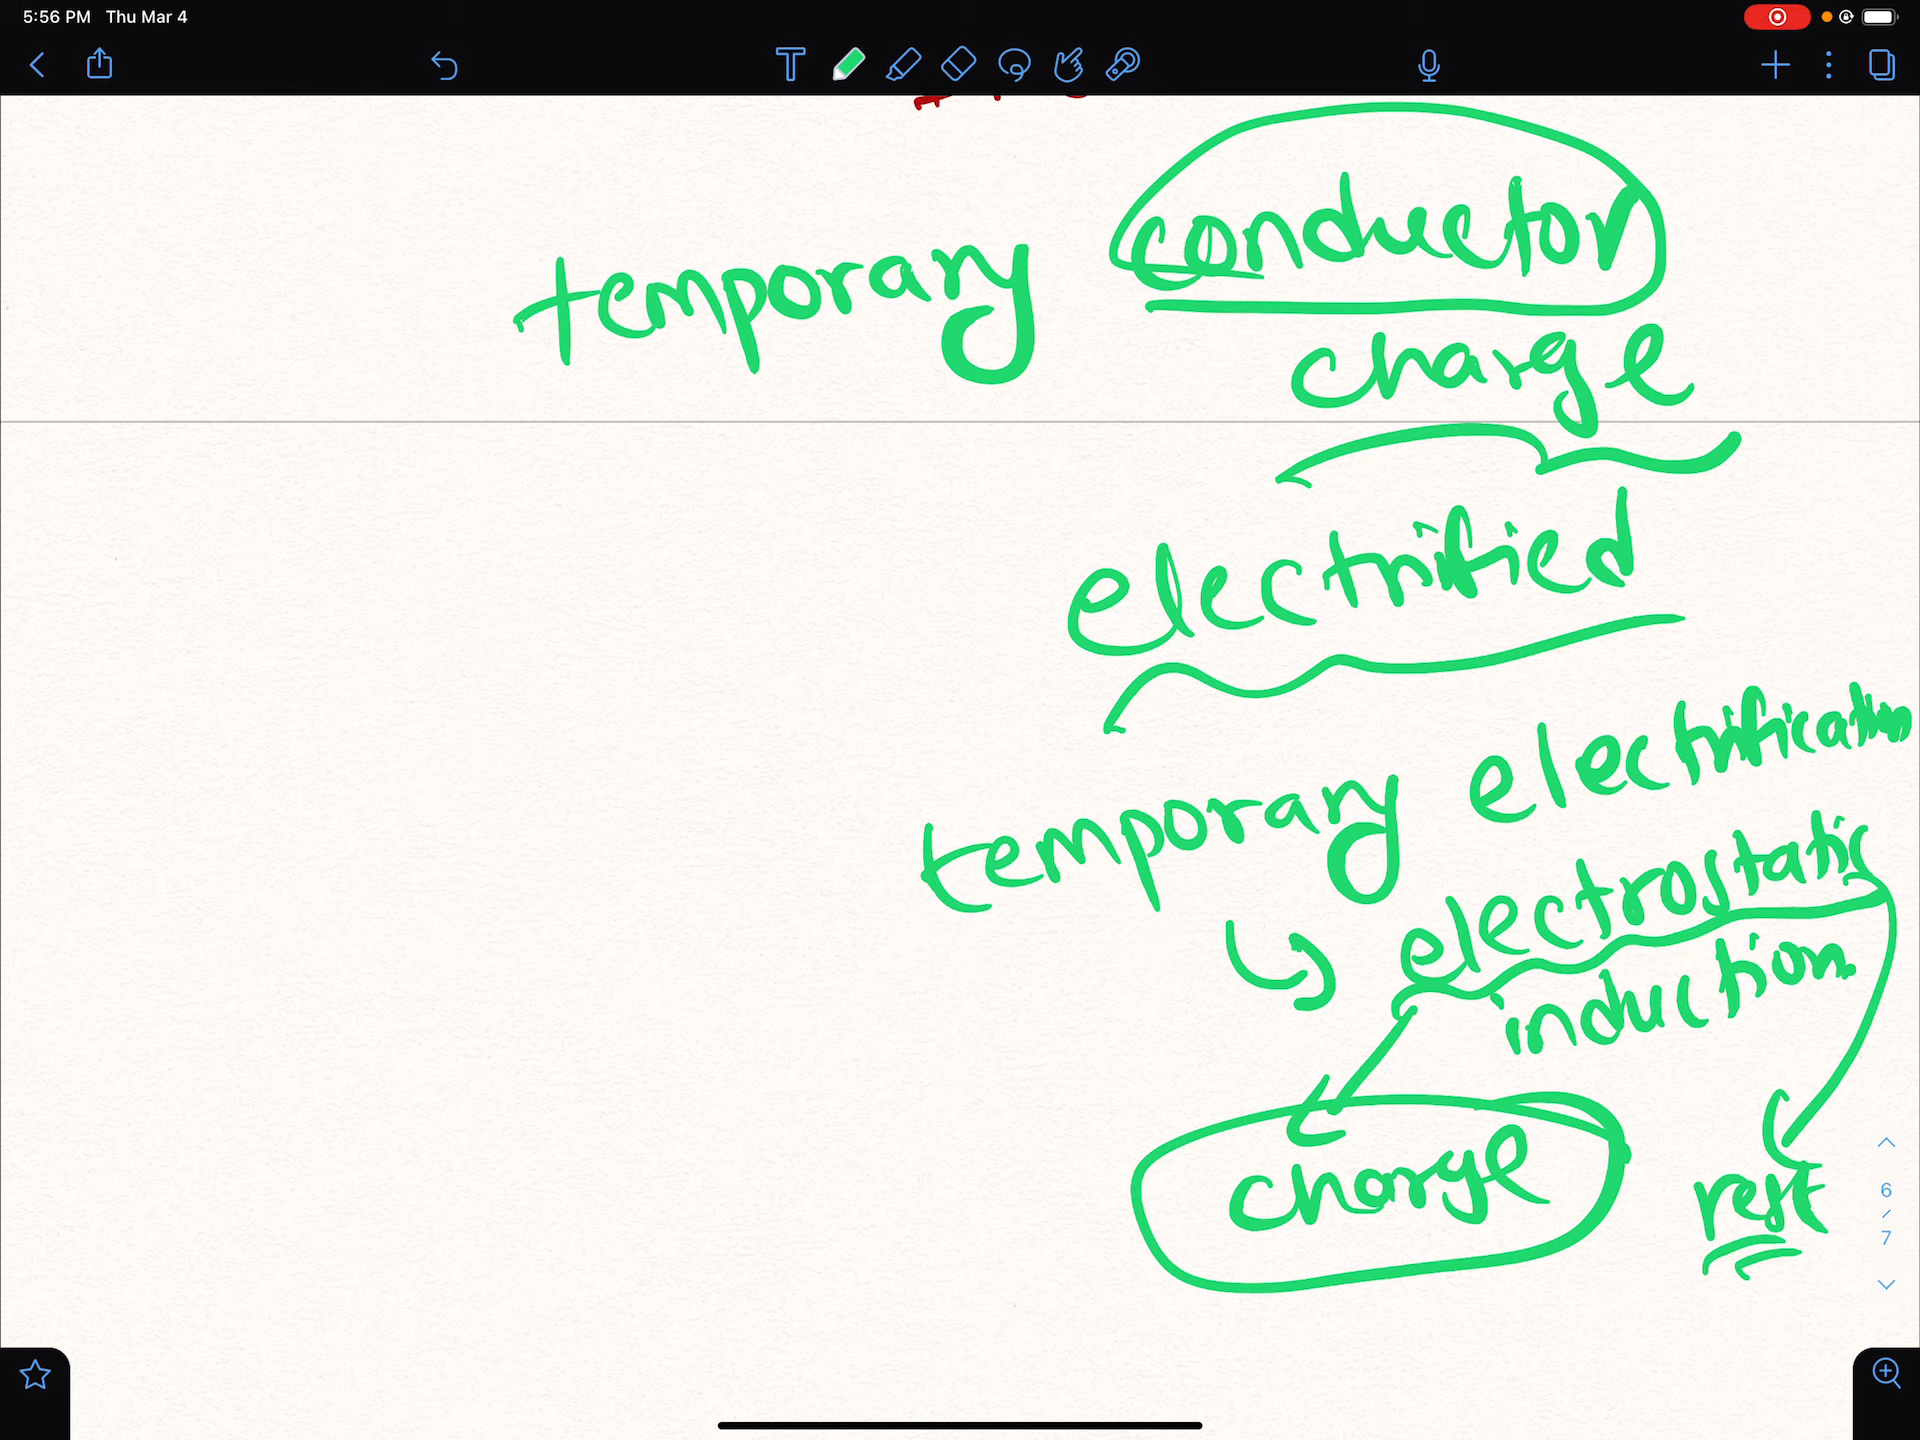 5:56 PM Thu Mar 4
conductor
temporary
charge
electrified
temporary electrification
electrostatic
induction
charge
rest
6
/
7